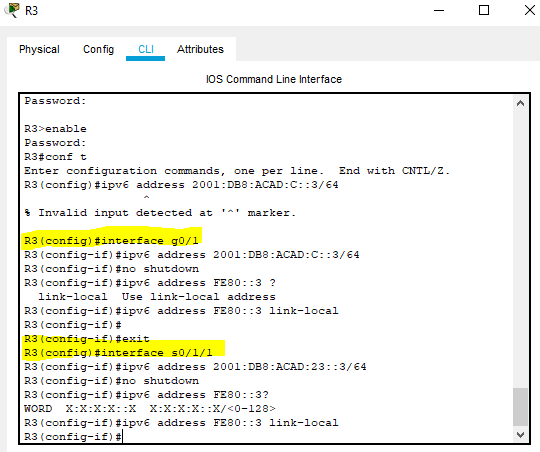 R3
Physical Config CLI Attributes
IOS Command Line Interface
Password:
R3>enable
Password:
R3#conf t
Enter configuration commands, one per line.  End with CNTL/Z.
R3(config)#ipv6 address 2001:DB8:ACAD:C::3/64
^
% Invalid input detected at '^' marker.
R3(config)#interface g0/1
R3(config-if)#ipv6 address 2001:DB8:ACAD:C::3/64
R3(config-if)#no shutdown
R3(config-if)#ipv6 address FE80::3 ?
link-local  Use link-local address
R3(config-if)#ipv6 address FE80::3 link-local
R3(config-if)#
R3(config-if)#exit
R3(config)#interface s0/1/1
R3(config-if)#ipv6 address 2001:DB8:ACAD:23::3/64
R3(config-if)#no shutdown
R3(config-if)#ipv6 address FE80::3?
WORD  X:X:X:X::X  X:X:X:X::X/<0-128>
R3(config-if)#ipv6 address FE80::3 link-local
R3(config-if)#